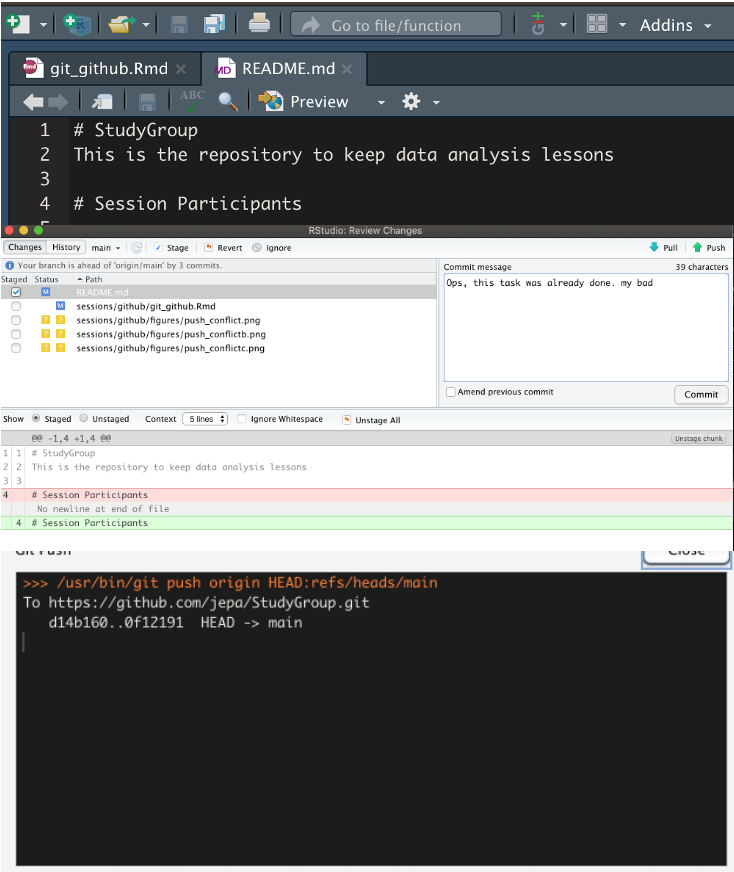 Go to file/function
Addins
git_github.Rmd
MD
README.md
ABC
Preview
1 # StudyGroup
2 This is the repository to keep data analysis lessons
3
4 # Session Participants
RStudio: Review Changes
Changes History main Stage Revert Ignore Pull Push
Your branch is ahead of 'origin/main' by 3 commits.
Commit message 39 characters
Staged Status Path
M README.md
Ops, this task was already done. my bad
M sessions/github/git_github.Rmd
? ? sessions/github/figures/push_conflict.png
? ? sessions/github/figures/push_conflictb.png
? ? sessions/github/figures/push_conflictc.png
Amend previous commit
Commit
Show Staged Unstaged Context 5 lines Ignore Whitespace Unstage All
@@ -1,4 +1,4 @@ Unstage chunk
1 1 # StudyGroup
2 2 This is the repository to keep data analysis lessons
3 3
4 # Session Participants
No newline at end of file
4 # Session Participants
Git Push
Close
>>> /usr/bin/git push origin HEAD:refs/heads/main
To https://github.com/jepa/StudyGroup.git
d14b160..0f12191 HEAD -> main